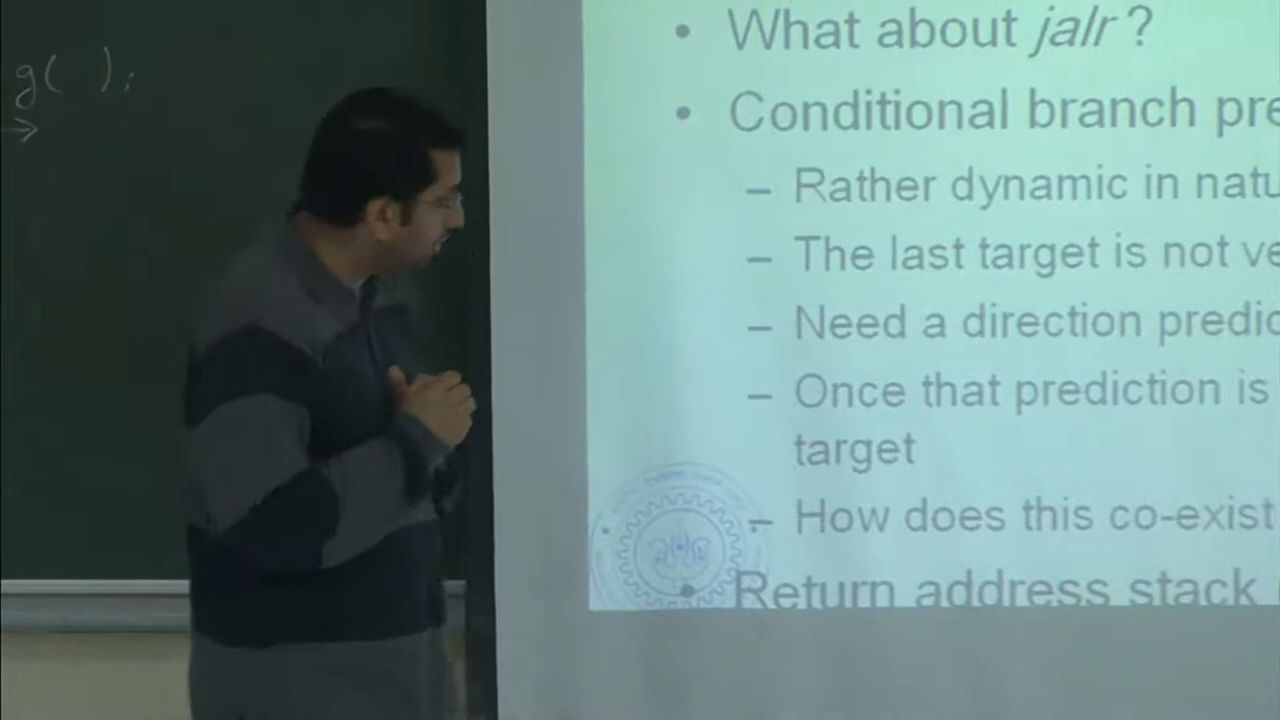 g( );
• What about jalr ?
• Conditional branch pre
– Rather dynamic in natu
– The last target is not ve
– Need a direction predic
– Once that prediction is
target
– How does this co-exist
• Return address stack